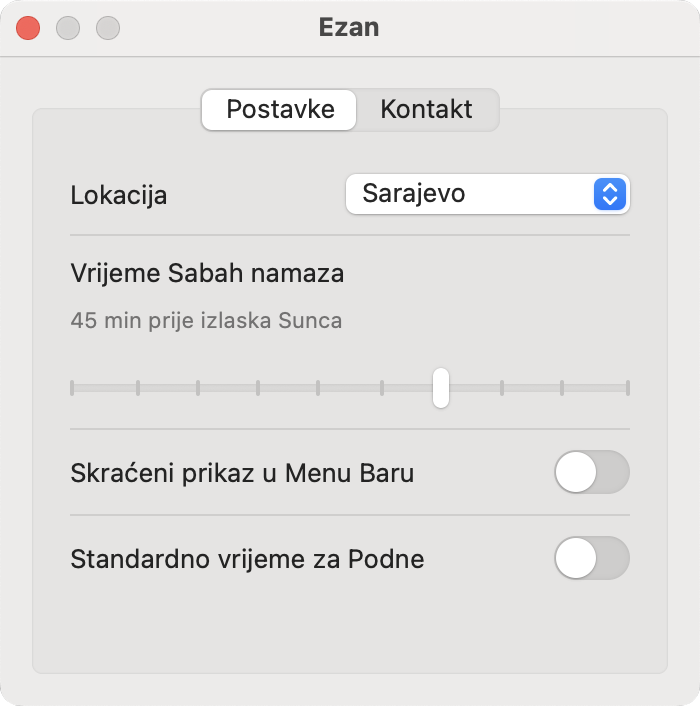 Ezan
Postavke
Kontakt
Lokacija
Sarajevo
Vrijeme Sabah namaza
45 min prije izlaska Sunca
Skraćeni prikaz u Menu Baru
Standardno vrijeme za Podne